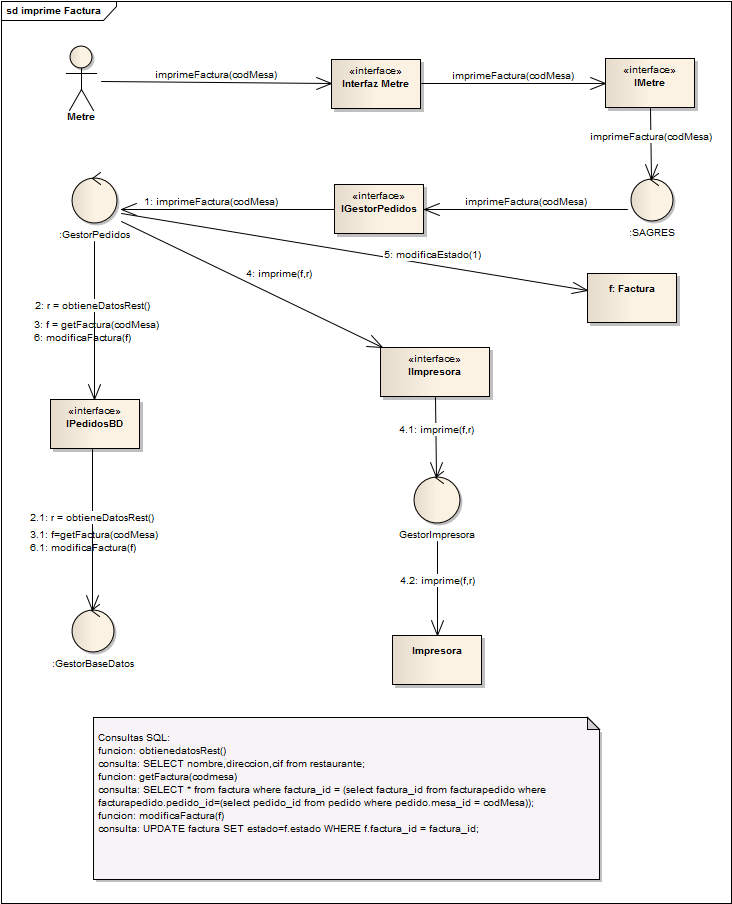 sd imprime Factura
Metre
imprimeFactura(codMesa)
«interface»
Interfaz Metre
imprimeFactura(codMesa)
«interface»
IMetre
imprimeFactura(codMesa)
:SAGRES
imprimeFactura(codMesa)
«interface»
IGestorPedidos
1: imprimeFactura(codMesa)
:GestorPedidos
5: modificaEstado(1)
f: Factura
4: imprime(f,r)
2: r = obtieneDatosRest()
3: f = getFactura(codMesa)
6: modificaFactura(f)
«interface»
IImpresora
«interface»
IPedidosBD
4.1: imprime(f,r)
GestorImpresora
2.1: r = obtieneDatosRest()
3.1: f=getFactura(codMesa)
6.1: modificaFactura(f)
4.2: imprime(f,r)
Impresora
:GestorBaseDatos
Consultas SQL:
funcion: obtienedatosRest()
consulta: SELECT nombre,direccion,cif from restaurante;
funcion: getFactura(codmesa)
consulta: SELECT * from factura where factura_id = (select factura_id from facturapedido where
facturapedido.pedido_id=(select pedido_id from pedido where pedido.mesa_id = codMesa));
funcion: modificaFactura(f)
consulta: UPDATE factura SET estado=f.estado WHERE f.factura_id = factura_id;